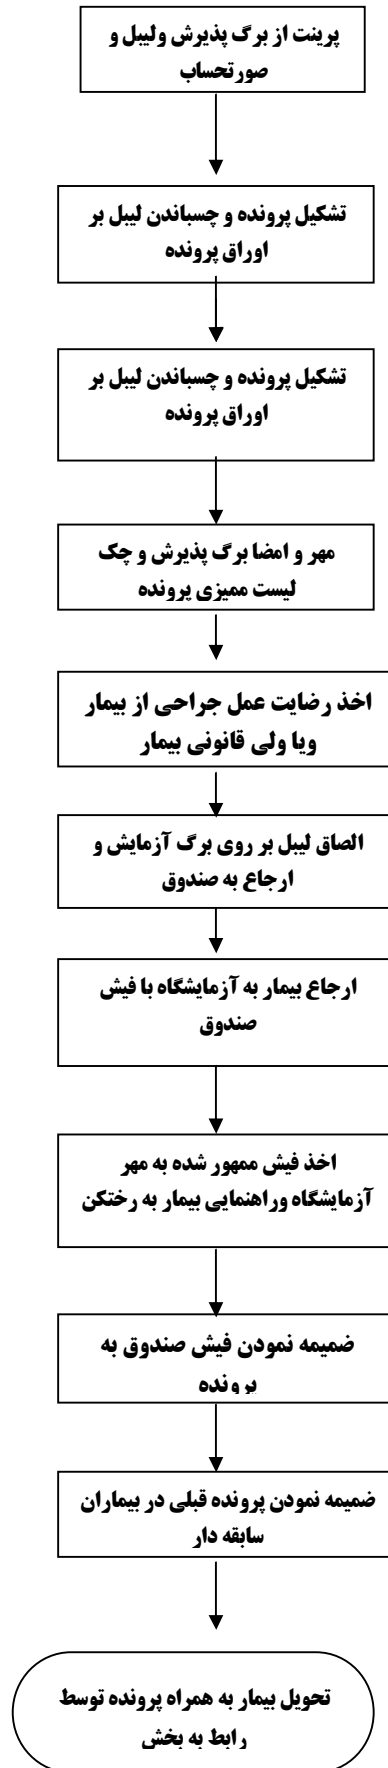 پرینت از برگ پذیرش ولیبل و
صورتحساب
تشکیل پرونده و چسباندن لیبل بر
اوراق پرونده
تشکیل پرونده و چسباندن لیبل بر
اوراق پرونده
مهر و امضا برگ پذیرش و چک
لیست ممیزی پرونده
اخذ رضایت عمل جراحی از بیمار
ویا ولی قانونی بیمار
الصاق لیبل بر روی برگ آزمایش و
ارجاع به صندوق
ارجاع بیمار به آزمایشگاه با فیش
صندوق
اخذ فیش ممهور شده به مهر
آزمایشگاه وراهنمایی بیمار به رختکن
ضمیمه نمودن فیش صندوق به
پرونده
ضمیمه نمودن پرونده قبلی در بیماران
سابقه دار
تحویل بیمار به همراه پرونده توسط
رابط به بخش